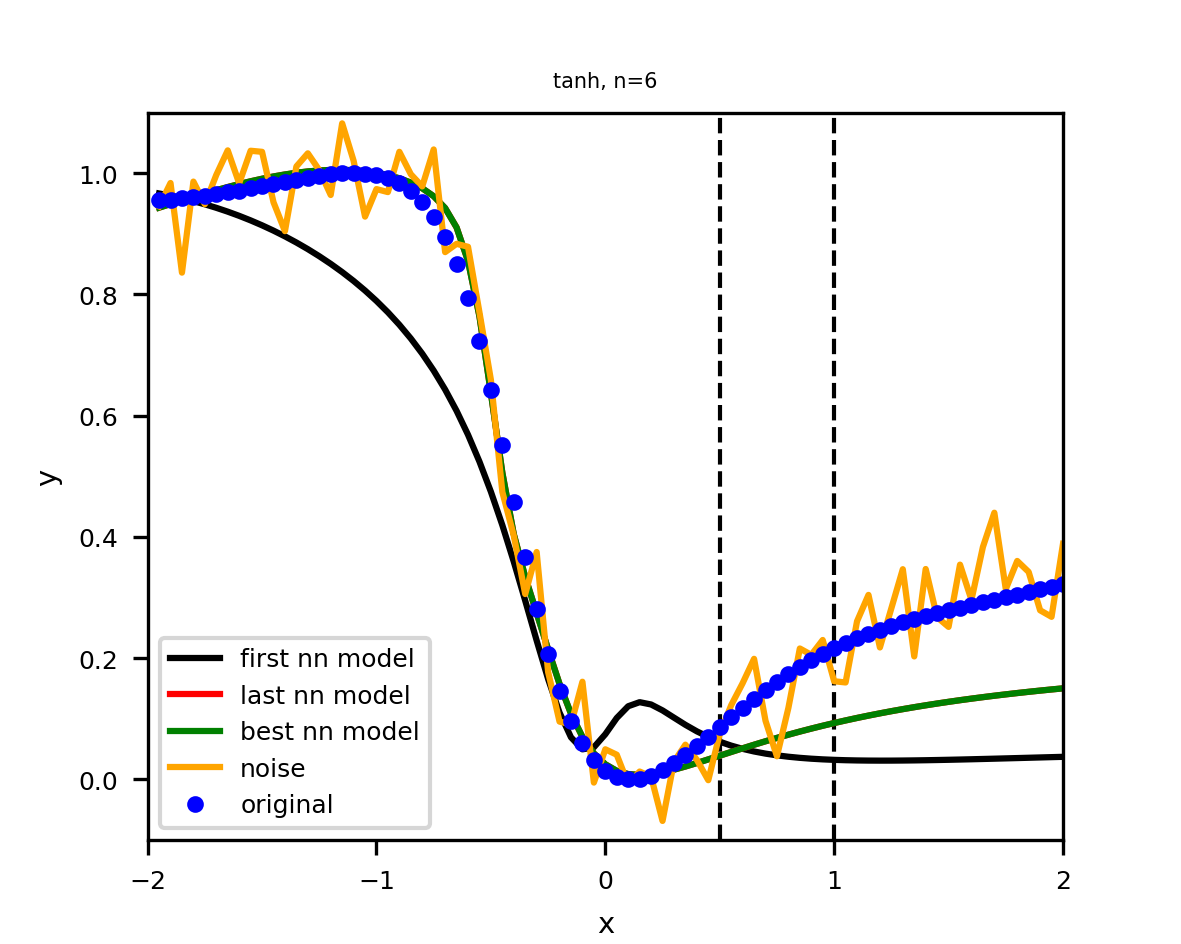 tanh, n=6
1.0
0.8
0.6
0.4
0.2
0.0
y
first nn model
last nn model
best nn model
noise
original
−2
−1
0
1
2
x